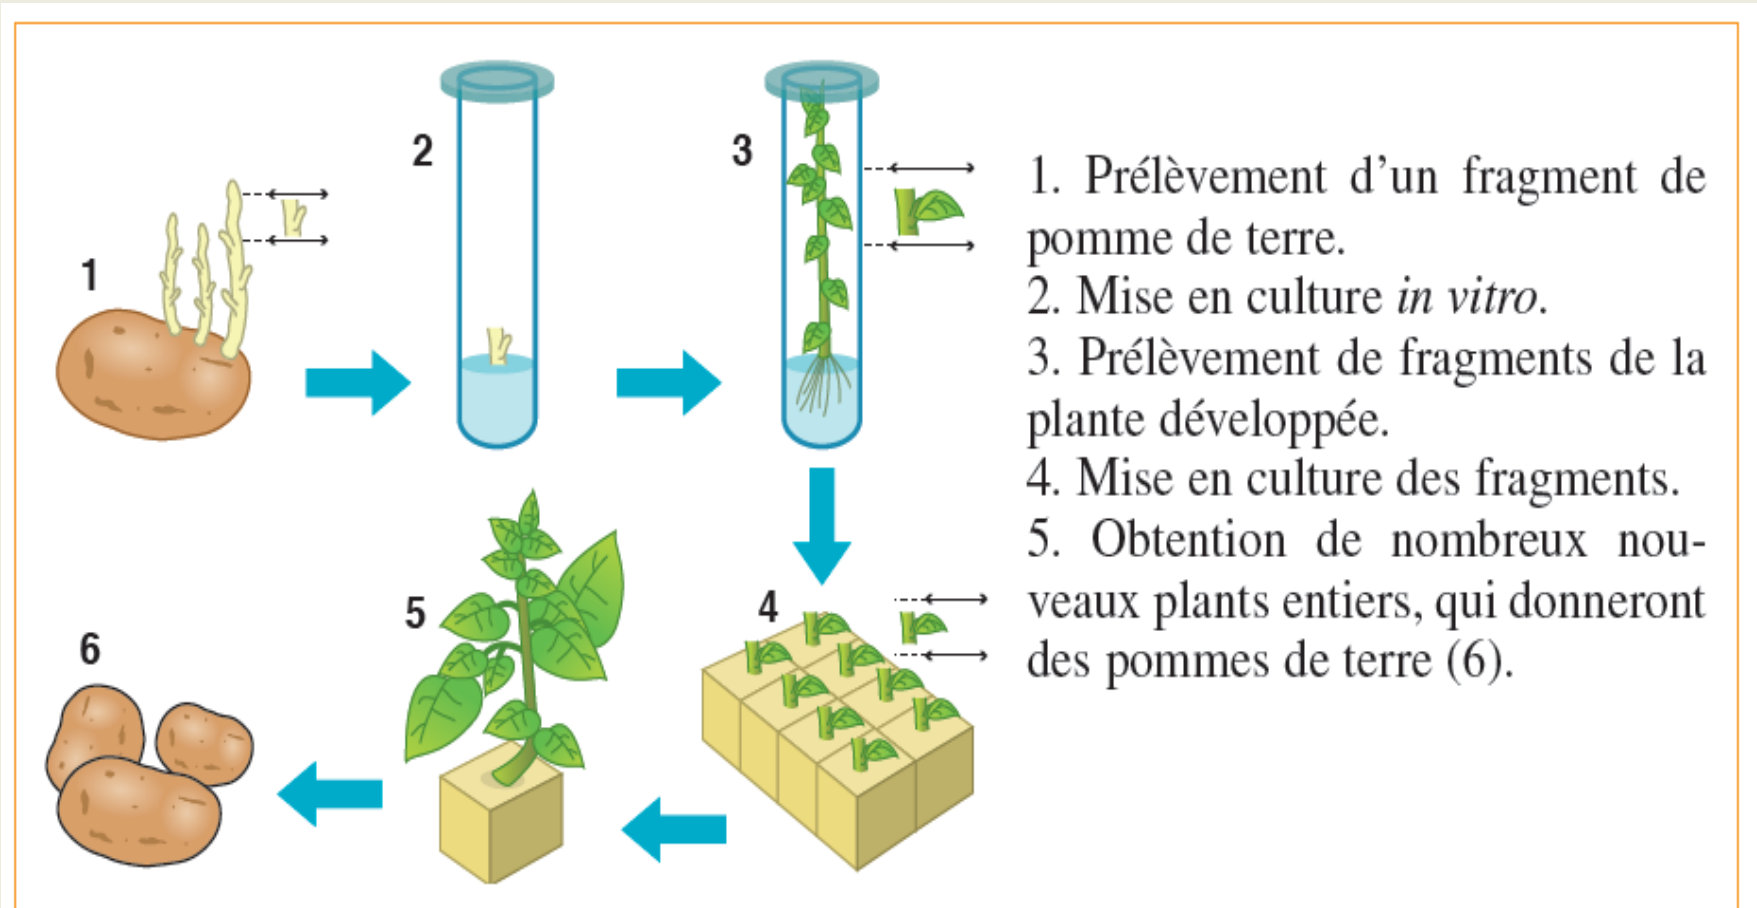 1
2
3
4
5
6
1. Prélèvement d’un fragment de
pomme de terre.
2. Mise en culture in vitro.
3. Prélèvement de fragments de la
plante développée.
4. Mise en culture des fragments.
5. Obtention de nombreux nou-
veaux plants entiers, qui donneront
des pommes de terre (6).